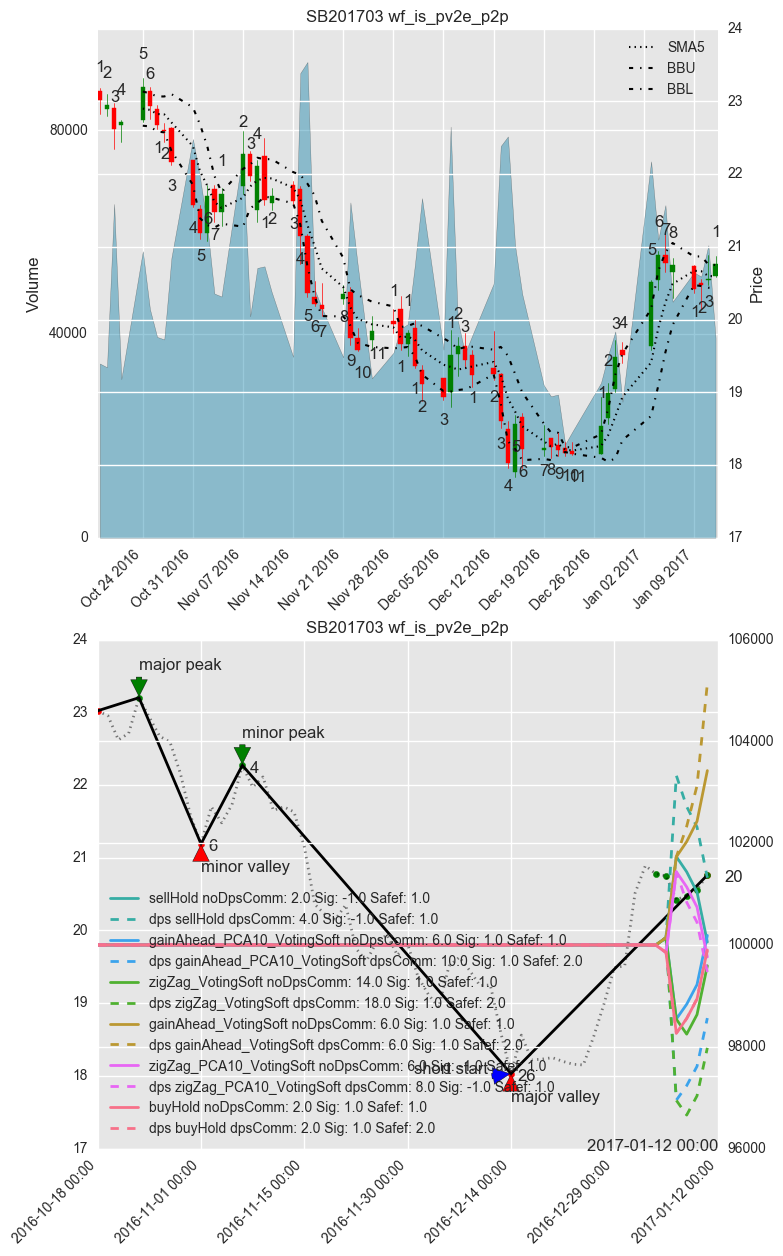 SB201703 wf_is_pv2e_p2p
24
23
22
21
20
19
18
17
Price
80000
40000
0
Volume
SMA5
BBU
BBL
Oct 24 2016
Oct 31 2016
Nov 07 2016
Nov 14 2016
Nov 21 2016
Nov 28 2016
Dec 05 2016
Dec 12 2016
Dec 19 2016
Dec 26 2016
Jan 02 2017
Jan 09 2017
SB201703 wf_is_pv2e_p2p
24
23
22
21
20
19
18
17
106000
104000
102000
100000
98000
96000
major peak
minor peak
4
6
minor valley
20
sellHold noDpsComm: 2.0 Sig: -1.0 Safef: 1.0
dps sellHold dpsComm: 4.0 Sig: -1.0 Safef: 1.0
gainAhead_PCA10_VotingSoft noDpsComm: 6.0 Sig: 1.0 Safef: 1.0
dps gainAhead_PCA10_VotingSoft dpsComm: 10.0 Sig: 1.0 Safef: 2.0
zigZag_VotingSoft noDpsComm: 14.0 Sig: 1.0 Safef: 1.0
dps zigZag_VotingSoft dpsComm: 18.0 Sig: 1.0 Safef: 2.0
gainAhead_VotingSoft noDpsComm: 6.0 Sig: 1.0 Safef: 1.0
dps gainAhead_VotingSoft dpsComm: 6.0 Sig: 1.0 Safef: 2.0
zigZag_PCA10_VotingSoft noDpsComm: 6.0 Sig: -1.0 Safef: 1.0
dps zigZag_PCA10_VotingSoft dpsComm: 8.0 Sig: -1.0 Safef: 1.0
buyHold noDpsComm: 2.0 Sig: 1.0 Safef: 1.0
dps buyHold dpsComm: 2.0 Sig: 1.0 Safef: 2.0
short start
26
major valley
2017-01-12 00:00
2016-10-18 00:00
2016-11-01 00:00
2016-11-15 00:00
2016-11-30 00:00
2016-12-14 00:00
2016-12-29 00:00
2017-01-12 00:00